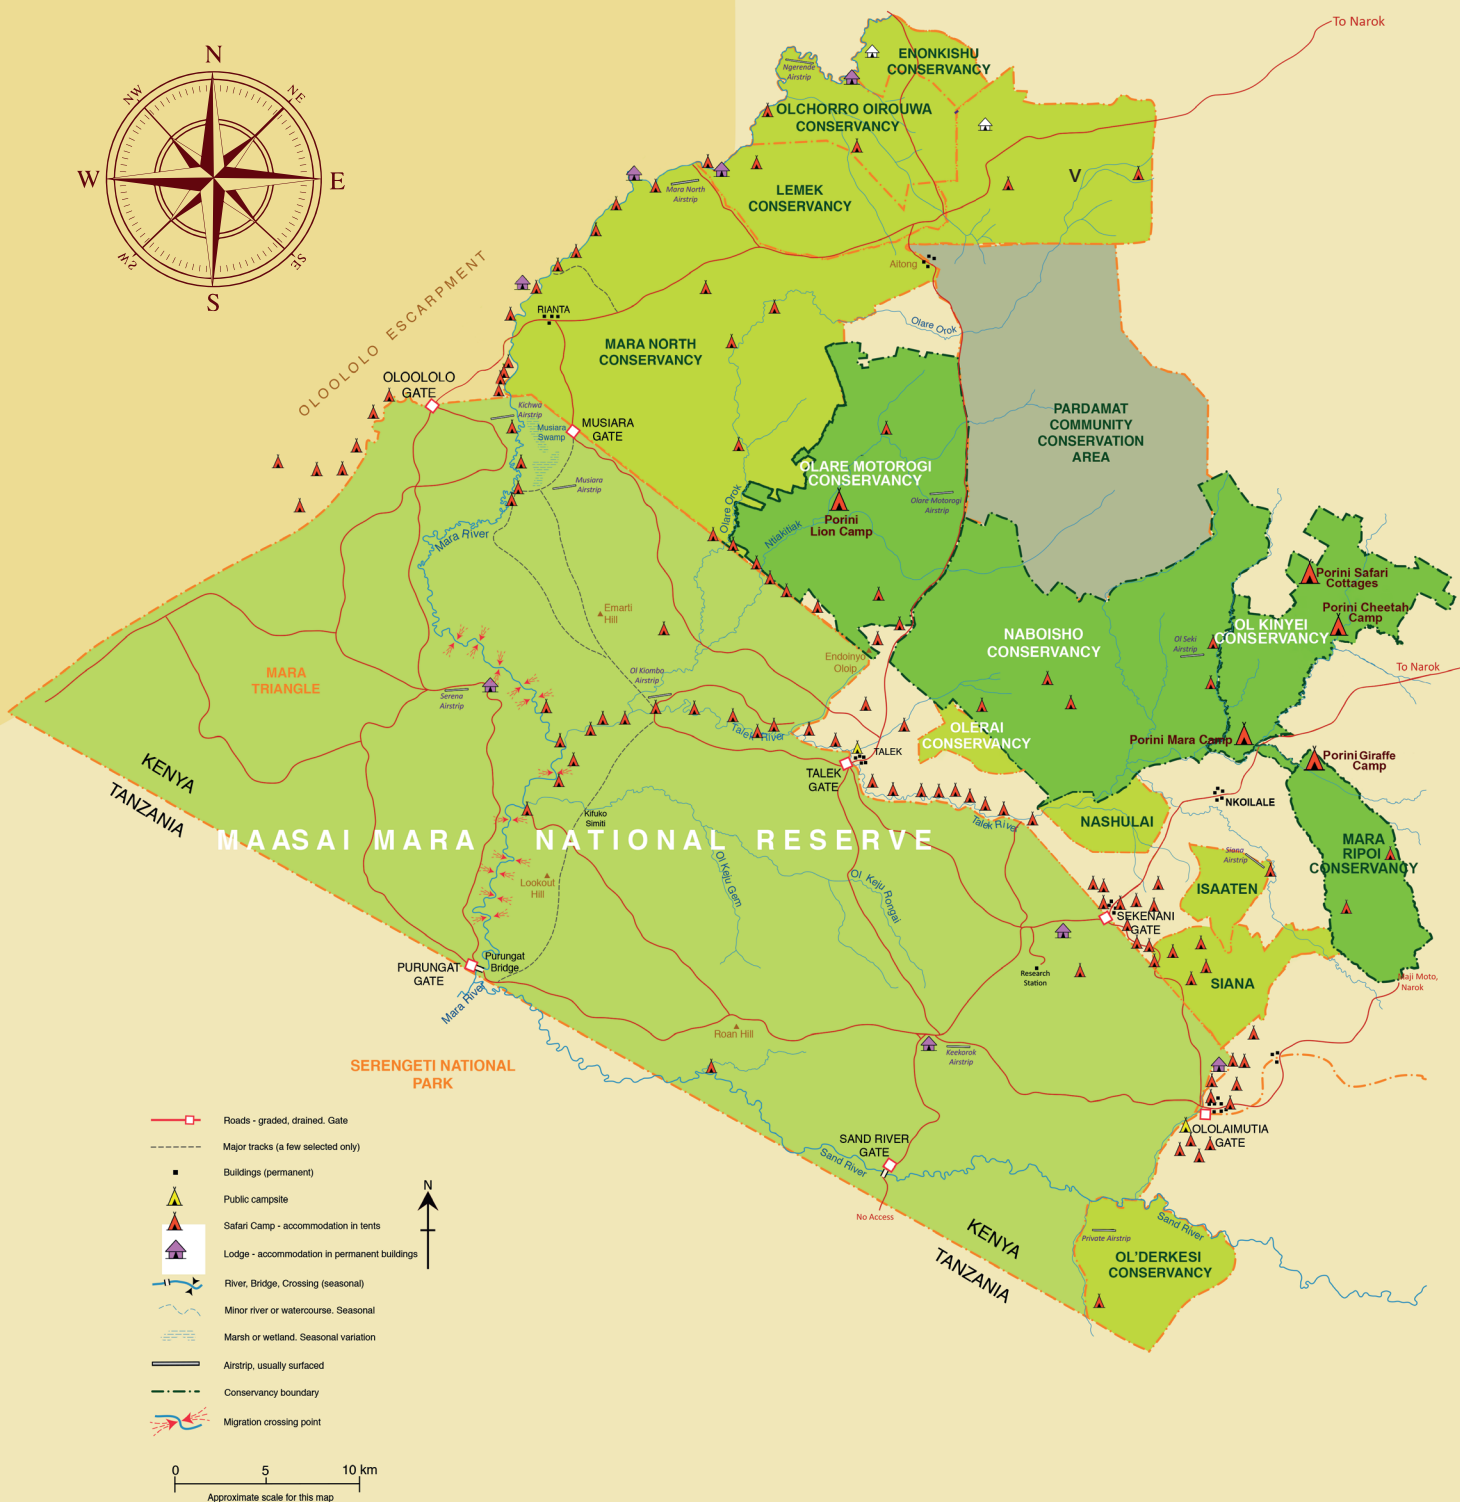 To Narok
N
NW
NE
W
E
SW
SE
S
ENONKISHU
CONSERVANCY
Ngerende
Airstrip
OLCHORRO OIROUWA
CONSERVANCY
V
LEMEK
CONSERVANCY
Mara North
Airstrip
Aitong
OLOOLOLO ESCARPMENT
RIANTA
Olare Orok
MARA NORTH
CONSERVANCY
OLOOLOLO
GATE
Kichwa
Airstrip
Musiara
Swamp
MUSIARA
GATE
PARDAMAT
COMMUNITY
CONSERVATION
AREA
OLARE MOTOROGI
CONSERVANCY
Musiara
Airstrip
Olare Orok
Olare Motorogi
Airstrip
Porini
Lion Camp
Ntiakitiak
Mara River
Porini Safari
Cottages
Porini Cheetah
Camp
OL KINYEI
CONSERVANCY
Emarti
Hill
NABOISHO
CONSERVANCY
Ol Seki
Airstrip
Endoinyo
Oloip
To Narok
MARA
TRIANGLE
Serena
Airstrip
Ol Kiombo
Airstrip
Talek River
OLERAI
CONSERVANCY
Porini Mara Camp
Porini Giraffe
Camp
TALEK
TALEK
GATE
KENYA
TANZANIA
NKOILALE
Kifuko
Simiti
Talek River
NASHULAI
MAASAI MARA NATIONAL RESERVE
MARA
RIPOI
CONSERVANCY
Siana
Airstrip
ISAATEN
Lookout
Hill
Ol Keju Gem
Ol Keju Rongai
SEKENANI
GATE
Purungat
Bridge
PURUNGAT
GATE
Research
Station
SIANA
Haji Moto,
Narok
Mara River
Roan Hill
Keekorok
Airstrip
SERENGETI NATIONAL
PARK
OLOLAIMUTIA
GATE
SAND RIVER
GATE
Sand River
No Access
KENYA
TANZANIA
Sand River
Private Airstrip
OL'DERKESI
CONSERVANCY
Roads - graded, drained. Gate
Major tracks (a few selected only)
Buildings (permanent)
Public campsite
Safari Camp - accommodation in tents
Lodge - accommodation in permanent buildings
River, Bridge, Crossing (seasonal)
Minor river or watercourse. Seasonal
Marsh or wetland. Seasonal variation
Airstrip, usually surfaced
Conservancy boundary
Migration crossing point
N
0 5 10 km
Approximate scale for this map